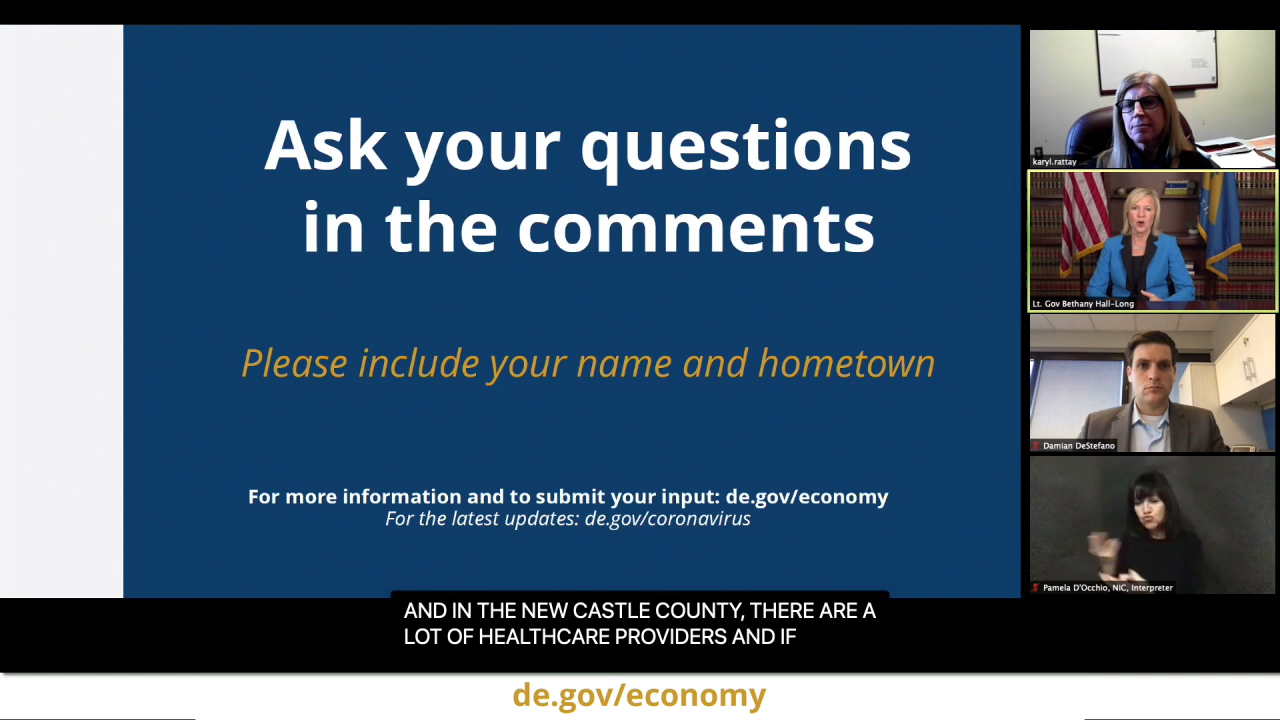 Ask your questions
in the comments
Please include your name and hometown
For more information and to submit your input: de.gov/economy
For the latest updates: de.gov/coronavirus
karyl.rattay
Lt. Gov Bethany Hall-Long
Damian DeStefano
Pamela D'Occhio, NIC, Interpreter
AND IN THE NEW CASTLE COUNTY, THERE ARE A
LOT OF HEALTHCARE PROVIDERS AND IF
de.gov/economy